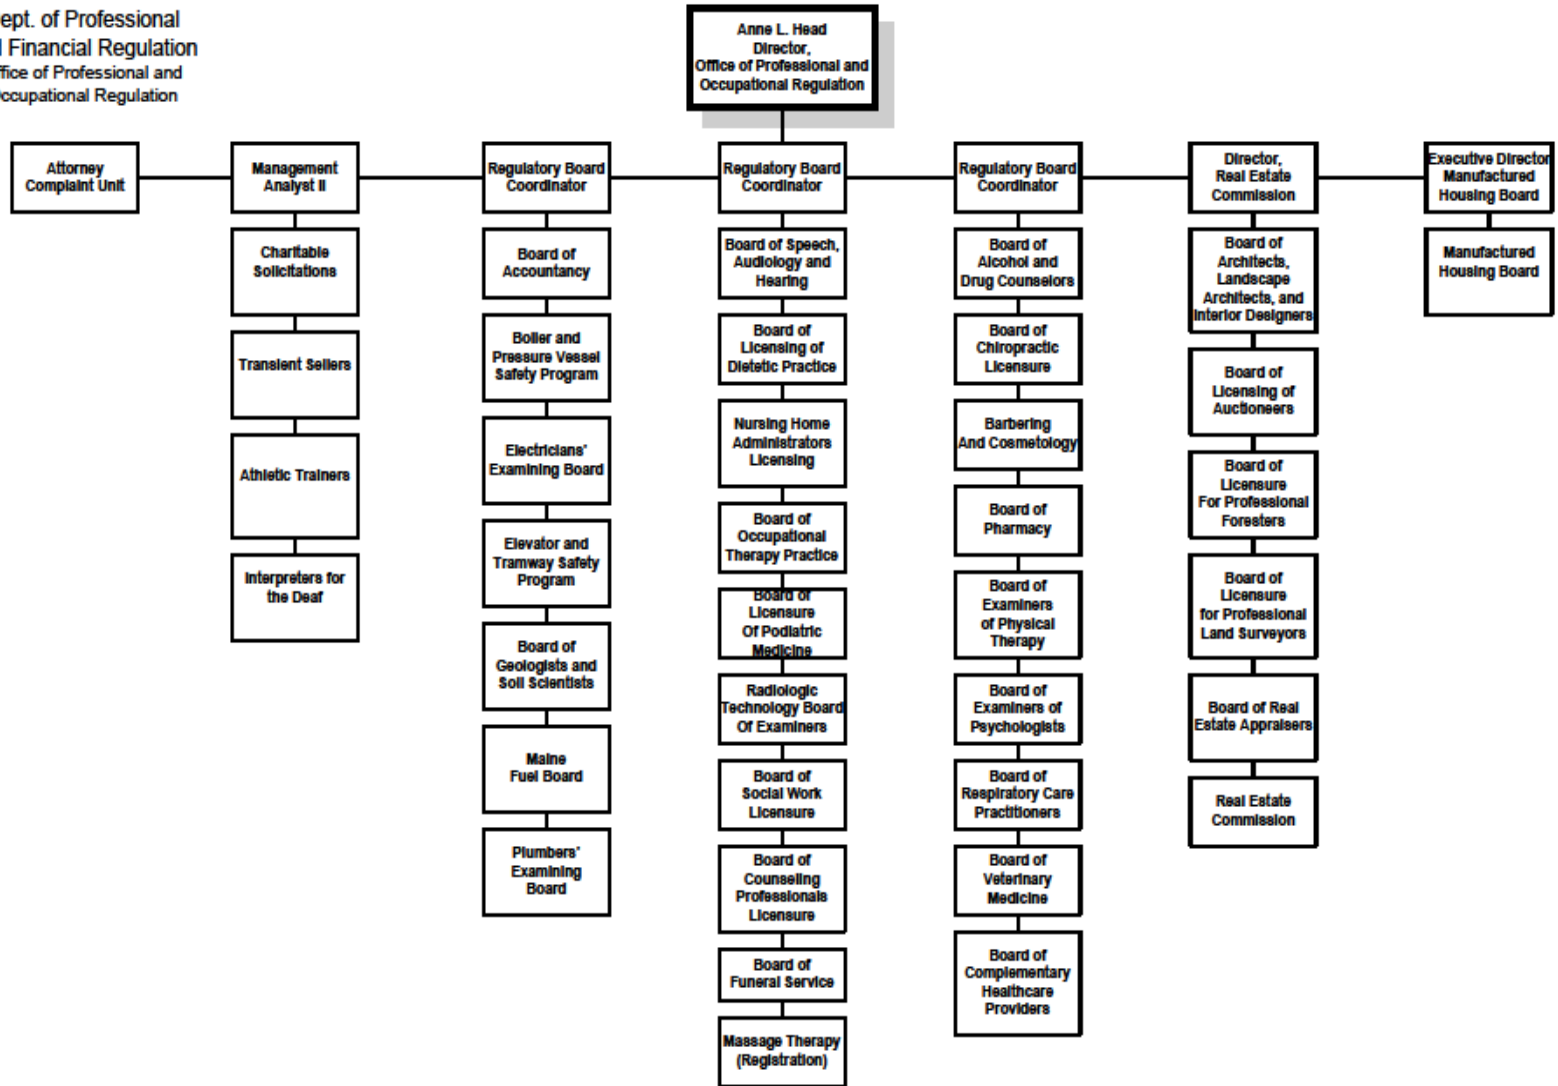 ept. of Professional
l Financial Regulation
ffice of Professional and
Occupational Regulation
Anne L. Head
Director,
Office of Professional and
Occupational Regulation
Attorney
Complaint Unit
Management
Analyst II
Regulatory Board
Coordinator
Regulatory Board
Coordinator
Regulatory Board
Coordinator
Director,
Real Estate
Commission
Executive Director
Manufactured
Housing Board
Charitable
Solicitations
Transient Sellers
Athletic Trainers
Interpreters for
the Deaf
Board of
Accountancy
Boiler and
Pressure Vessel
Safety Program
Electricians'
Examining Board
Elevator and
Tramway Safety
Program
Board of
Geologists and
Soil Scientists
Maine
Fuel Board
Plumbers'
Examining
Board
Board of Speech,
Audiology and
Hearing
Board of
Licensing of
Dietetic Practice
Nursing Home
Administrators
Licensing
Board of
Occupational
Therapy Practice
Board of
Licensure
Of Podiatric
Medicine
Radiologic
Technology Board
Of Examiners
Board of
Social Work
Licensure
Board of
Counseling
Professionals
Licensure
Board of
Funeral Service
Massage Therapy
(Registration)
Board of
Alcohol and
Drug Counselors
Board of
Chiropractic
Licensure
Barbering
And Cosmetology
Board of
Pharmacy
Board of
Examiners
of Physical
Therapy
Board of
Examiners of
Psychologists
Board of
Respiratory Care
Practitioners
Board of
Veterinary
Medicine
Board of
Complementary
Healthcare
Providers
Board of
Architects,
Landscape
Architects, and
Interior Designers
Board of
Licensing of
Auctioneers
Board of
Licensure
For Professional
Foresters
Board of
Licensure
for Professional
Land Surveyors
Board of Real
Estate Appraisers
Real Estate
Commission
Manufactured
Housing Board